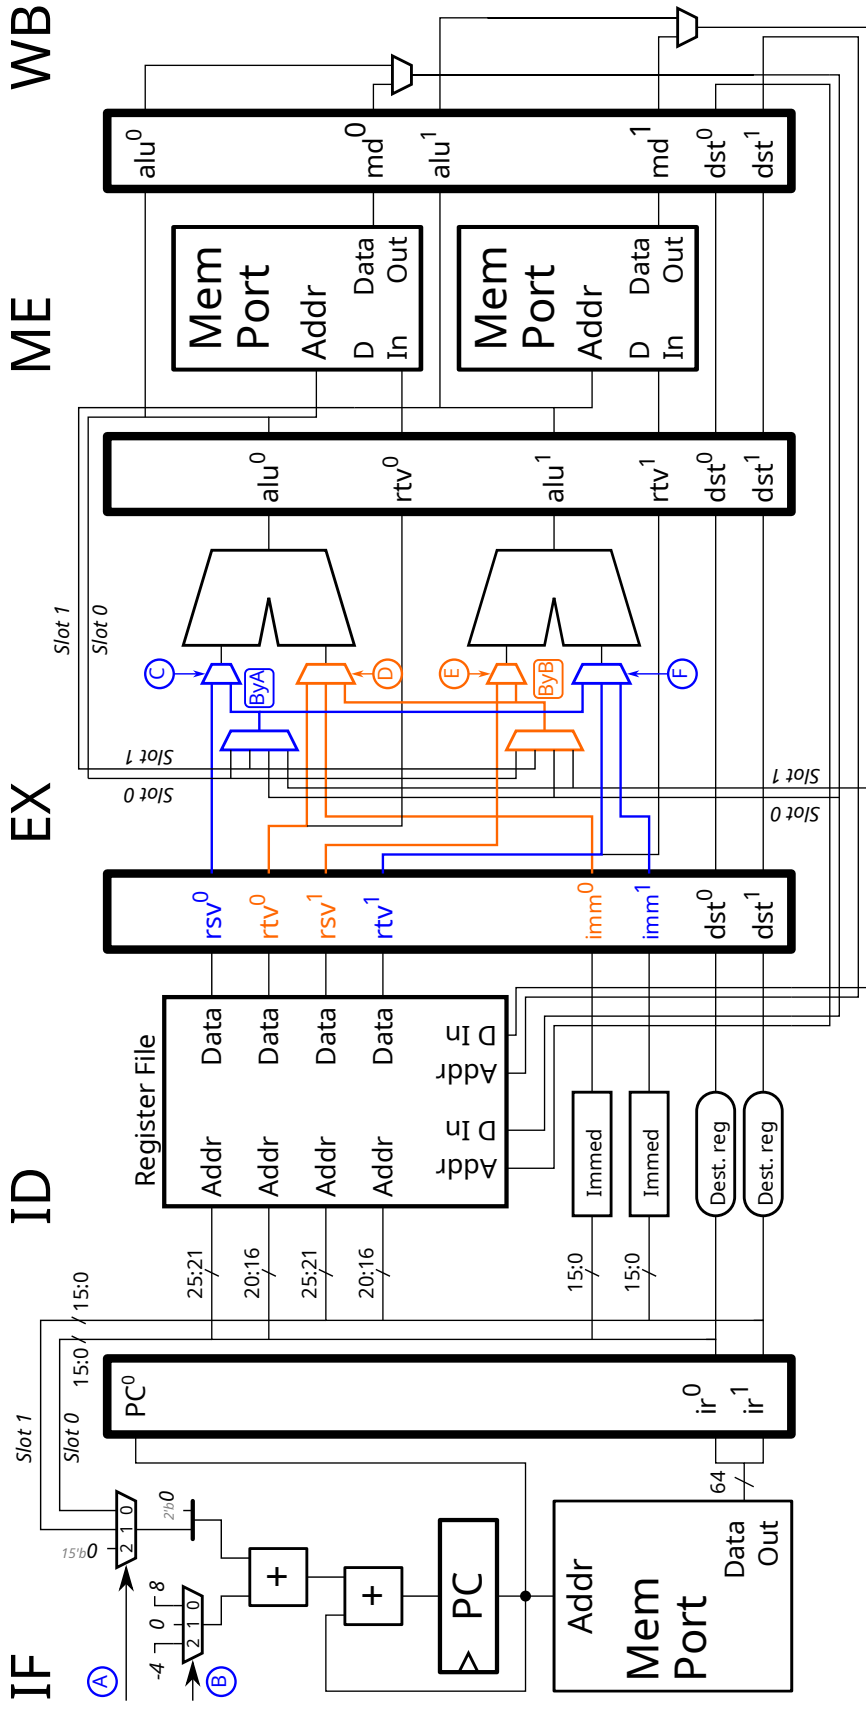 IF ID EX ME WB
A
B
-4 0 8
2 1 0
15'b0
2 1 0
2'b0
+
+
PC
Addr
Mem
Port
Data
Out
64
Slot 1
Slot 0
15:0
15:0
PC⁰
ir⁰
ir¹
25:21
20:16
25:21
20:16
15:0
15:0
Register File
Addr Data
Addr Data
Addr Data
Addr Data
Addr D In Addr D In
Immed
Immed
Dest. reg
Dest. reg
rsv⁰
rtv⁰
rsv¹
rtv¹
imm⁰
imm¹
dst⁰
dst¹
Slot 1
Slot 0
Slot 1
Slot 0
C
ByA
D
E
ByB
F
Slot 1
Slot 0
alu⁰
rtv⁰
alu¹
rtv¹
dst⁰
dst¹
Mem
Port
Addr
D Data
In Out
Mem
Port
Addr
D Data
In Out
alu⁰
md⁰
alu¹
md¹
dst⁰
dst¹